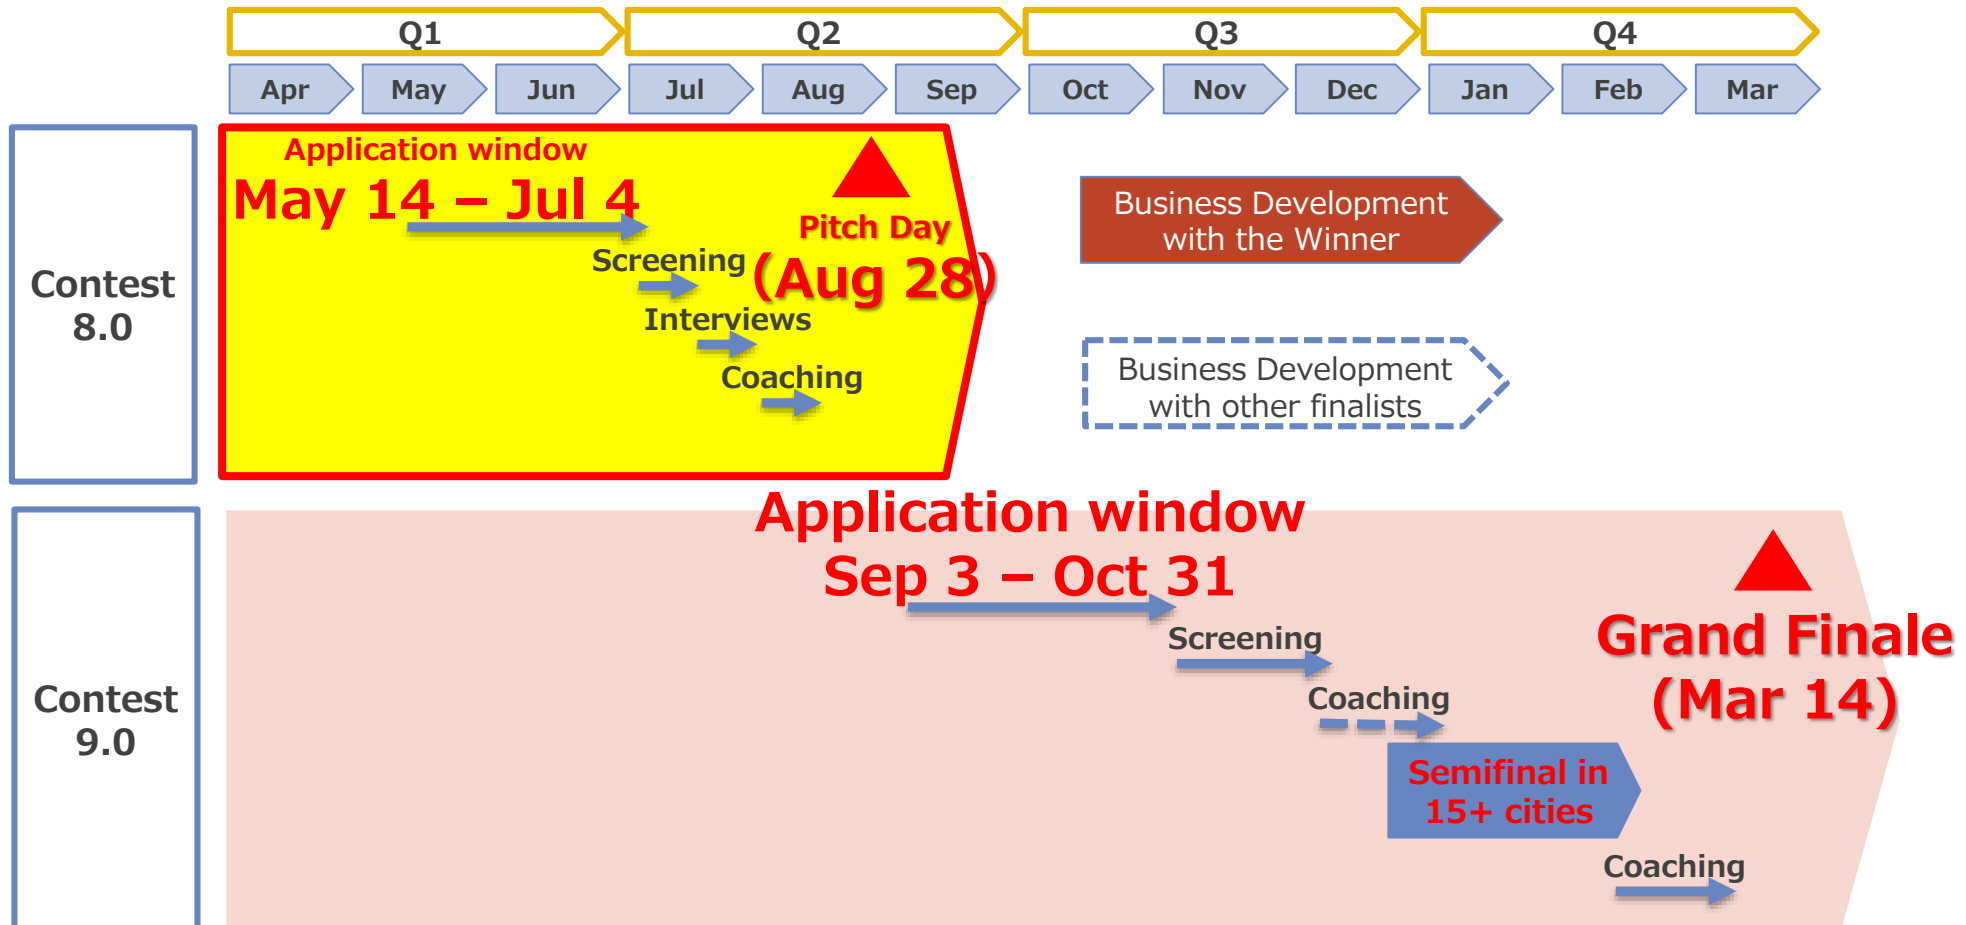 Q1
Q2
Q3
Q4
Apr
May
Jun
Jul
Aug
Sep
Oct
Nov
Dec
Jan
Feb
Mar
Contest
8.0
Application window
May 14 – Jul 4
Screening
Interviews
Coaching
Pitch Day
(Aug 28)
Business Development
with the Winner
Business Development
with other finalists
Contest
9.0
Application window
Sep 3 – Oct 31
Screening
Coaching
Semifinal in
15+ cities
Coaching
Grand Finale
(Mar 14)